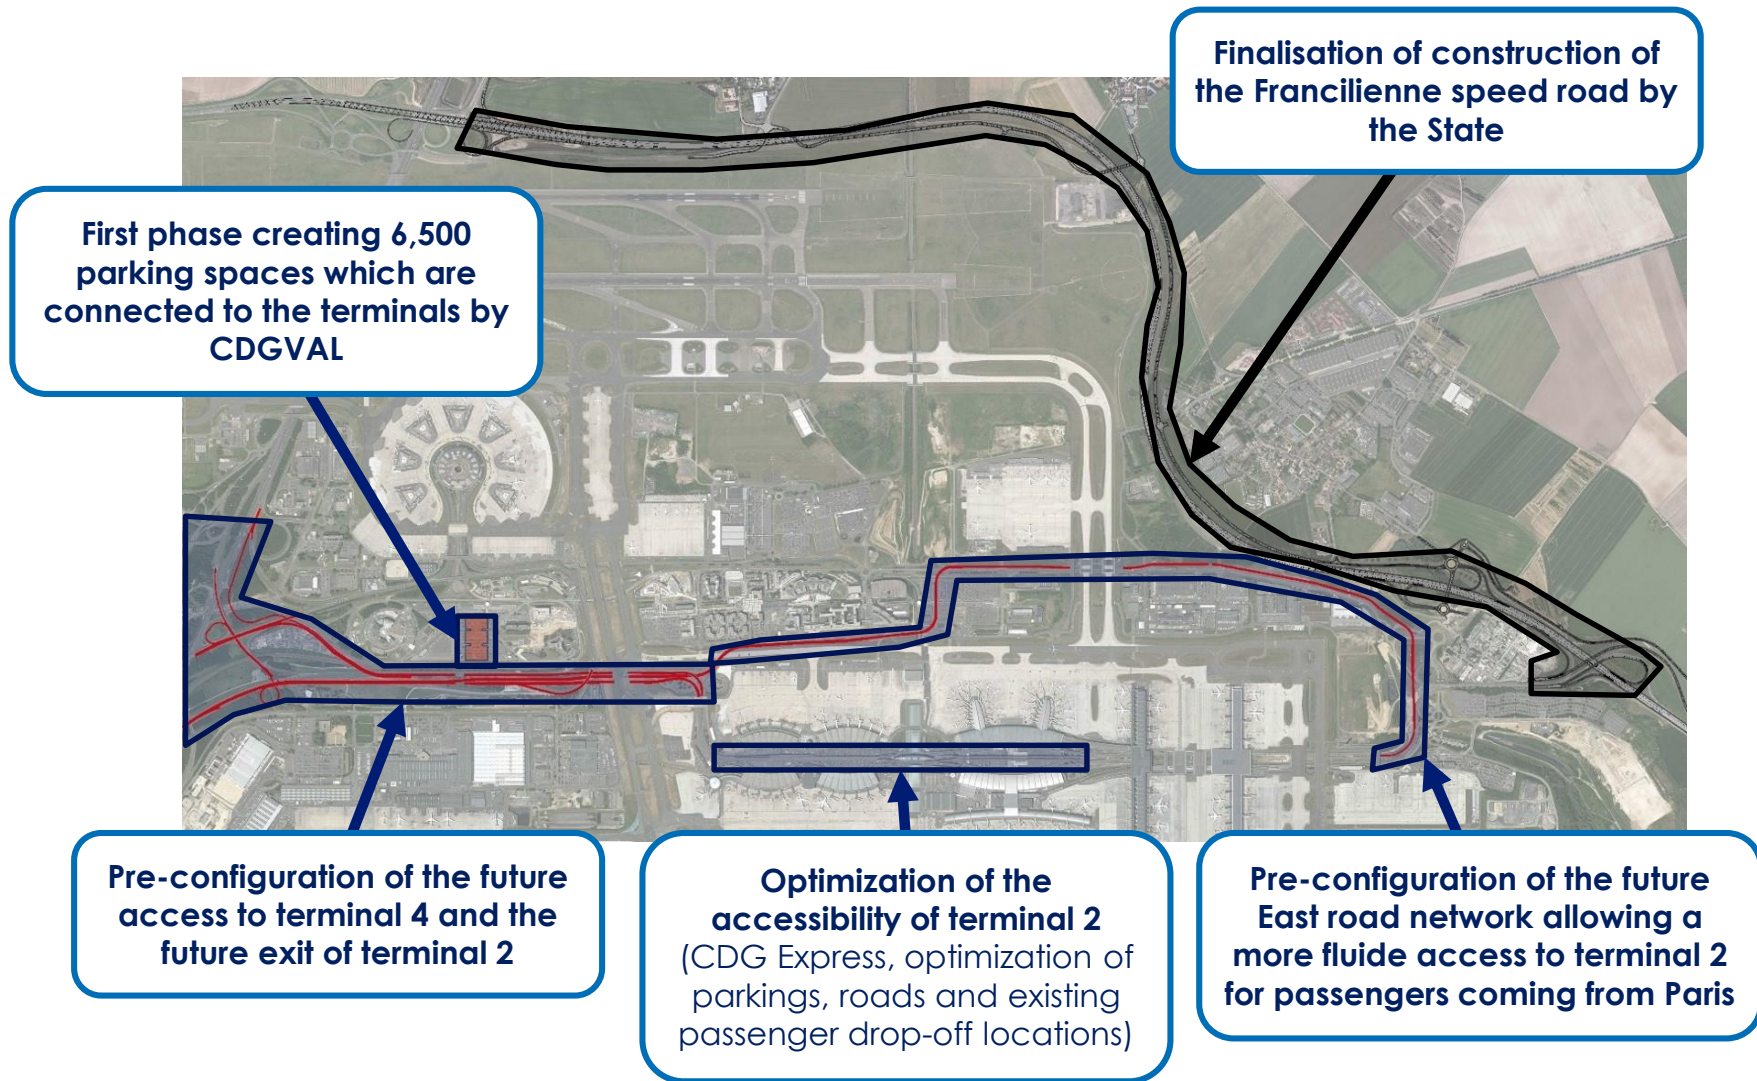 Finalisation of construction of
the Francilienne speed road by
the State
First phase creating 6,500
parking spaces which are
connected to the terminals by
CDGVAL
Pre-configuration of the future
access to terminal 4 and the
future exit of terminal 2
Optimization of the
accessibility of terminal 2
(CDG Express, optimization of
parkings, roads and existing
passenger drop-off locations)
Pre-configuration of the future
East road network allowing a
more fluide access to terminal 2
for passengers coming from Paris